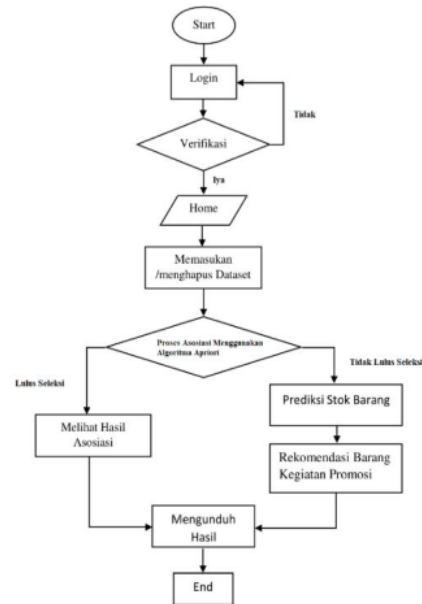 Start
Login
Tidak
Verifikasi
Iya
Home
Memasukan
/menghapus Dataset
Proses Asosiasi Menggunakan
Algoritma Apriori
Lulus Seleksi
Tidak Lulus Seleksi
Melihat Hasil
Asosiasi
Prediksi Stok Barang
Rekomendasi Barang
Kegiatan Promosi
Mengunduh
Hasil
End